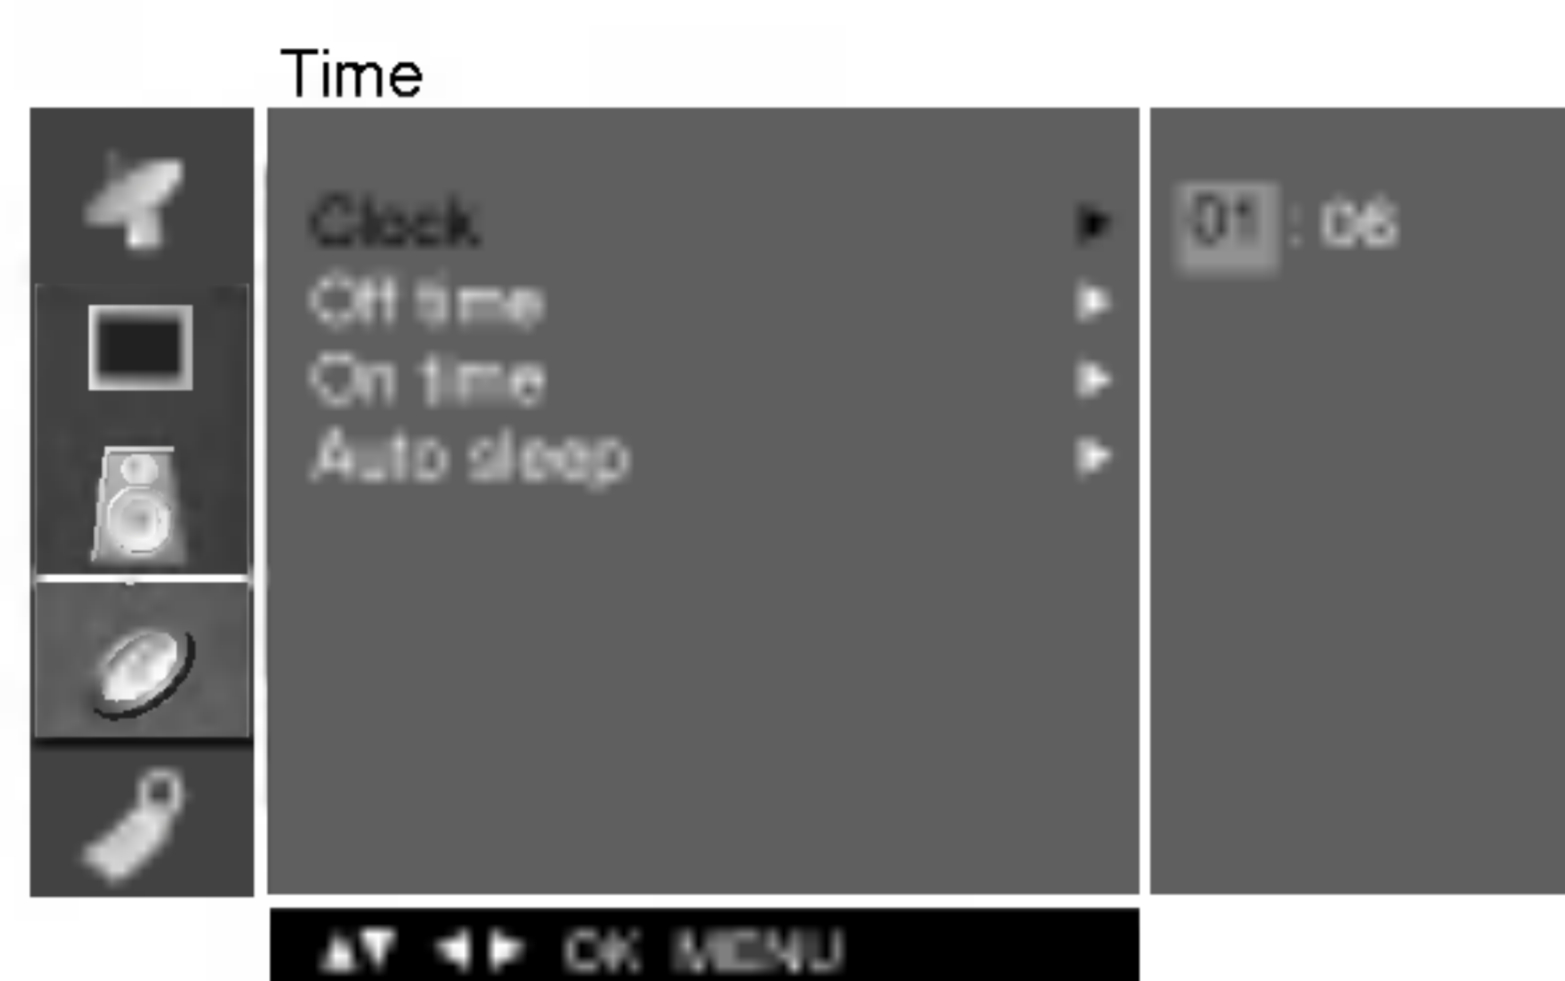 Time
Clock ► 01 : 06
Off time ►
On time ►
Auto sleep ►
▲▼ ◄► OK MENU